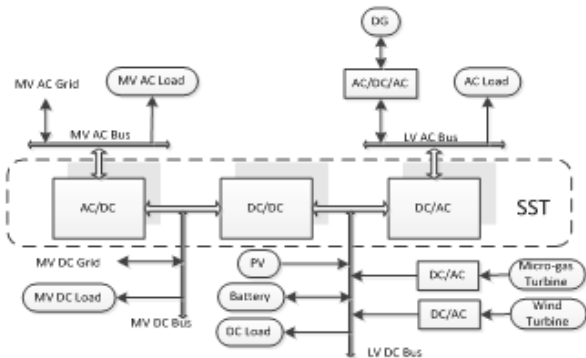 DG
MV AC Grid
MV AC Load
AC/DC/AC
AC Load
MV AC Bus
LV AC Bus
AC/DC
DC/DC
DC/AC
SST
MV DC Grid
PV
DC/AC
Micro-gas
Turbine
MV DC Load
Battery
DC/AC
Wind
Turbine
MV DC Bus
DC Load
LV DC Bus